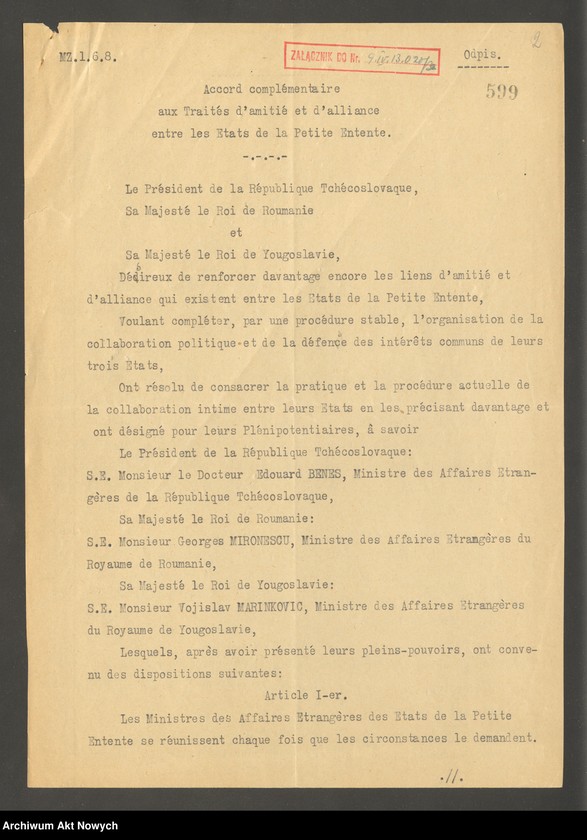 2
MZ.1.6.8.
ZAŁĄCZNIK DO Nr.
Odpis.
599
Accord complémentaire
aux Traités d'amitié et d'alliance
entre les Etats de la Petite Entente.
-.-.-.-
Le Président de la République Tchécoslovaque,
Sa Majesté le Roi de Roumanie
et
Sa Majesté le Roi de Yougoslavie,
Désireux de renforcer davantage encore les liens d'amitié et
d'alliance qui existent entre les Etats de la Petite Entente,
Voulant compléter, par une procédure stable, l'organisation de la
collaboration politique et de la défense des intérêts communs de leurs
trois Etats,
Ont résolu de consacrer la pratique et la procédure actuelle de
la collaboration intime entre leurs Etats en les précisant davantage et
ont désigné pour leurs Plénipotentiaires, â savoir
Le Président de la République Tchécoslovaque:
S.E. Monsieur le Docteur Edouard BENES, Ministre des Affaires Etran-
gères de la République Tchécoslovaque,
Sa Majesté le Roi de Roumanie:
S.E. Monsieur Georges MIRONESCU, Ministre des Affaires Etrangères du
Royaume de Roumanie,
Sa Majesté le Roi de Yougoslavie:
S.E. Monsieur Vojislav MARINKOVIC, Ministre des Affaires Etrangères
du Royaume de Yougoslavie,
Lesquels, après avoir présenté leurs pleins-pouvoirs, ont conve-
nu des dispositions suivantes:
Article I-er.
Les Ministres des Affaires Etrangères des Etats de la Petite
Entente se réunissent chaque fois que les circonstances le demandent.
.//.
Archiwum Akt Nowych